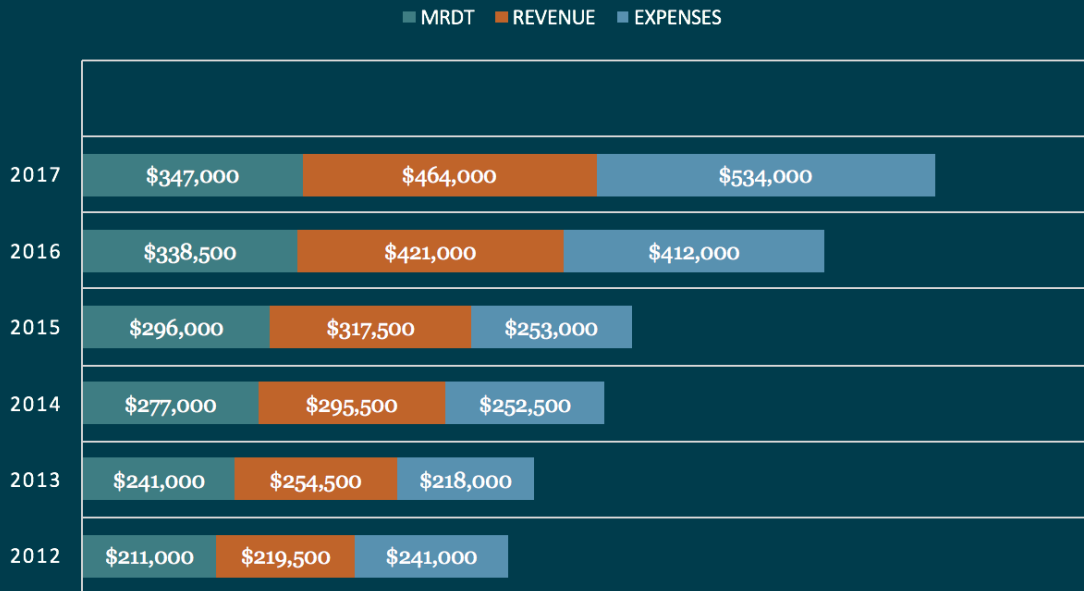 MRDT REVENUE EXPENSES
2017 $347,000 $464,000 $534,000
2016 $338,500 $421,000 $412,000
2015 $296,000 $317,500 $253,000
2014 $277,000 $295,500 $252,500
2013 $241,000 $254,500 $218,000
2012 $211,000 $219,500 $241,000